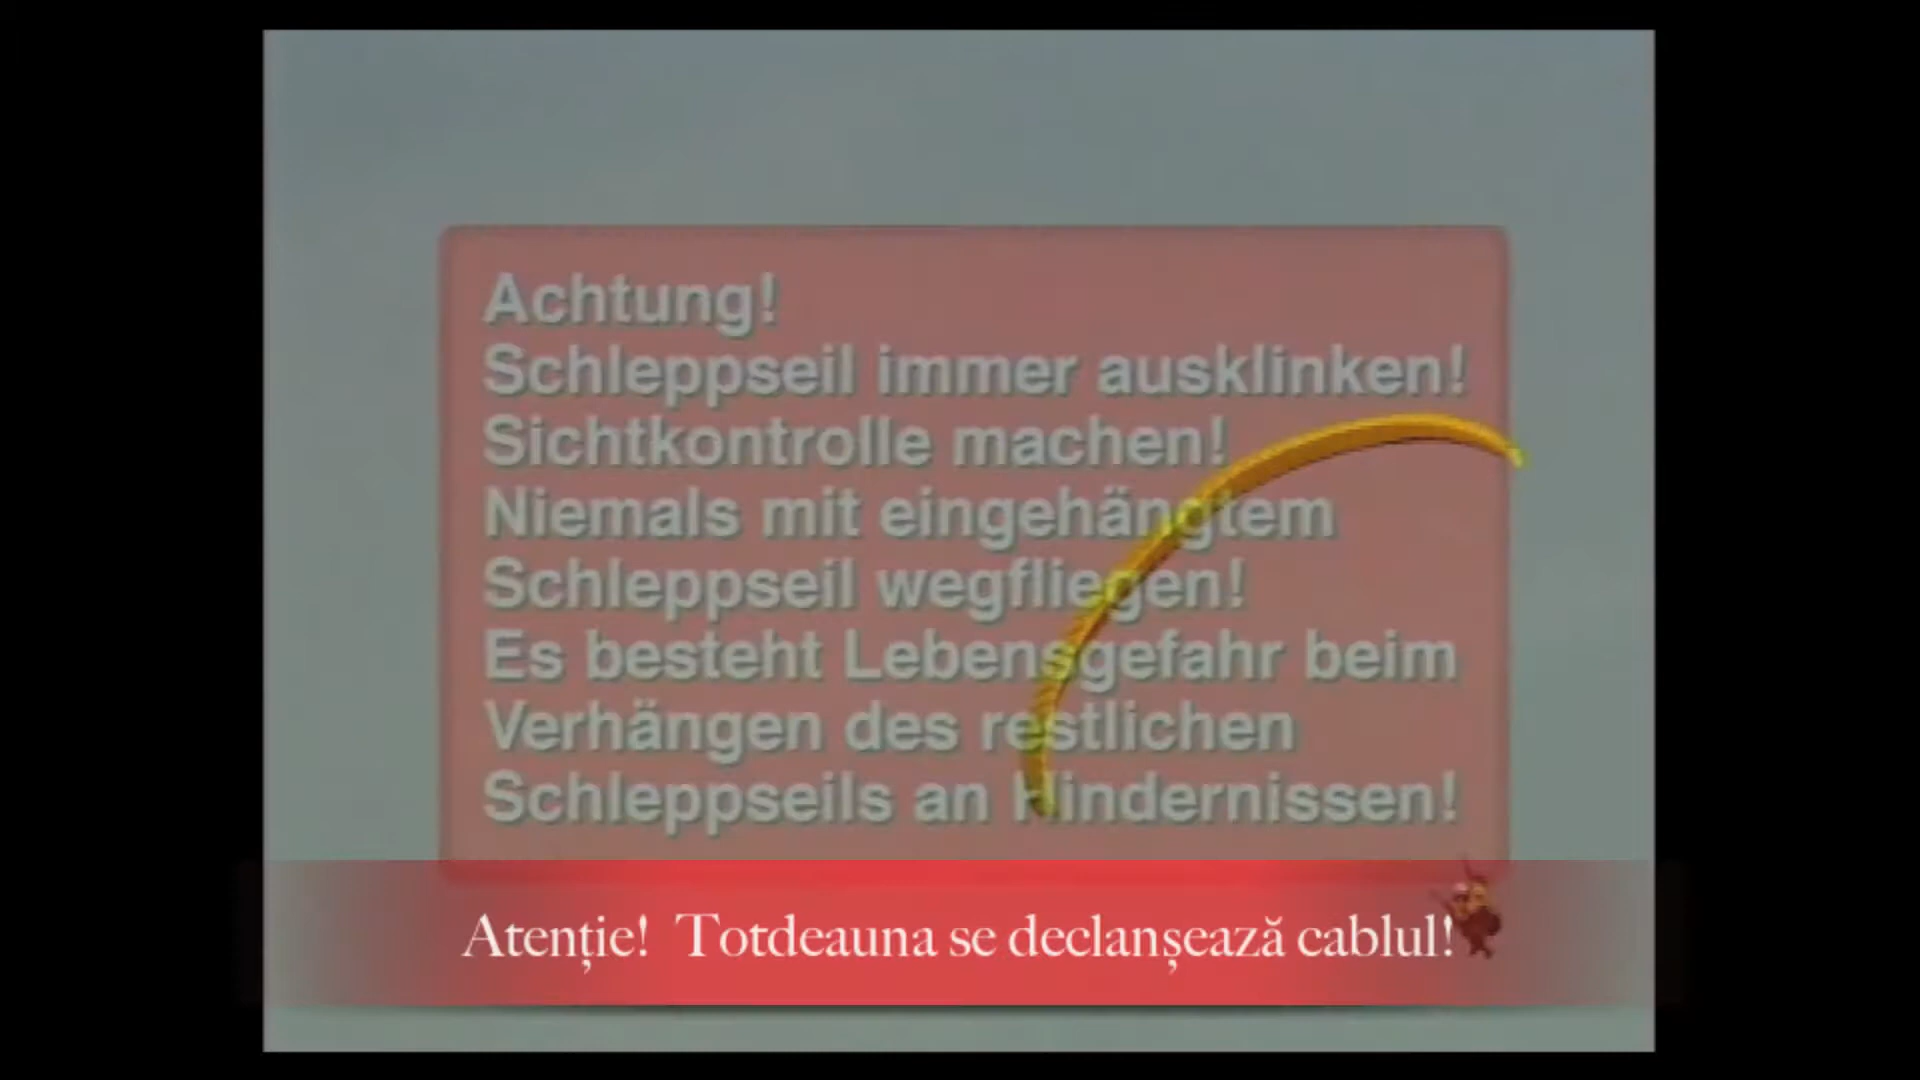 Achtung!
Schleppseil immer ausklinken!
Sichtkontrolle machen!
Niemals mit eingehängtem
Schleppseil wegfliegen!
Es besteht Lebensgefahr beim
Verhängen des restlichen
Schleppseils an Hindernissen!
Atenție! Totdeauna se declanșează cablul!